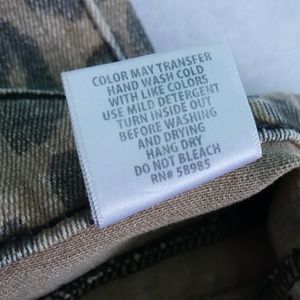 COLOR MAY TRANSFER
HAND WASH COLD
WITH LIKE COLORS
USE MILD DETERGENT
TURN INSIDE OUT
BEFORE WASHING
AND DRYING
HANG DRY
DO NOT BLEACH
RN# 58985